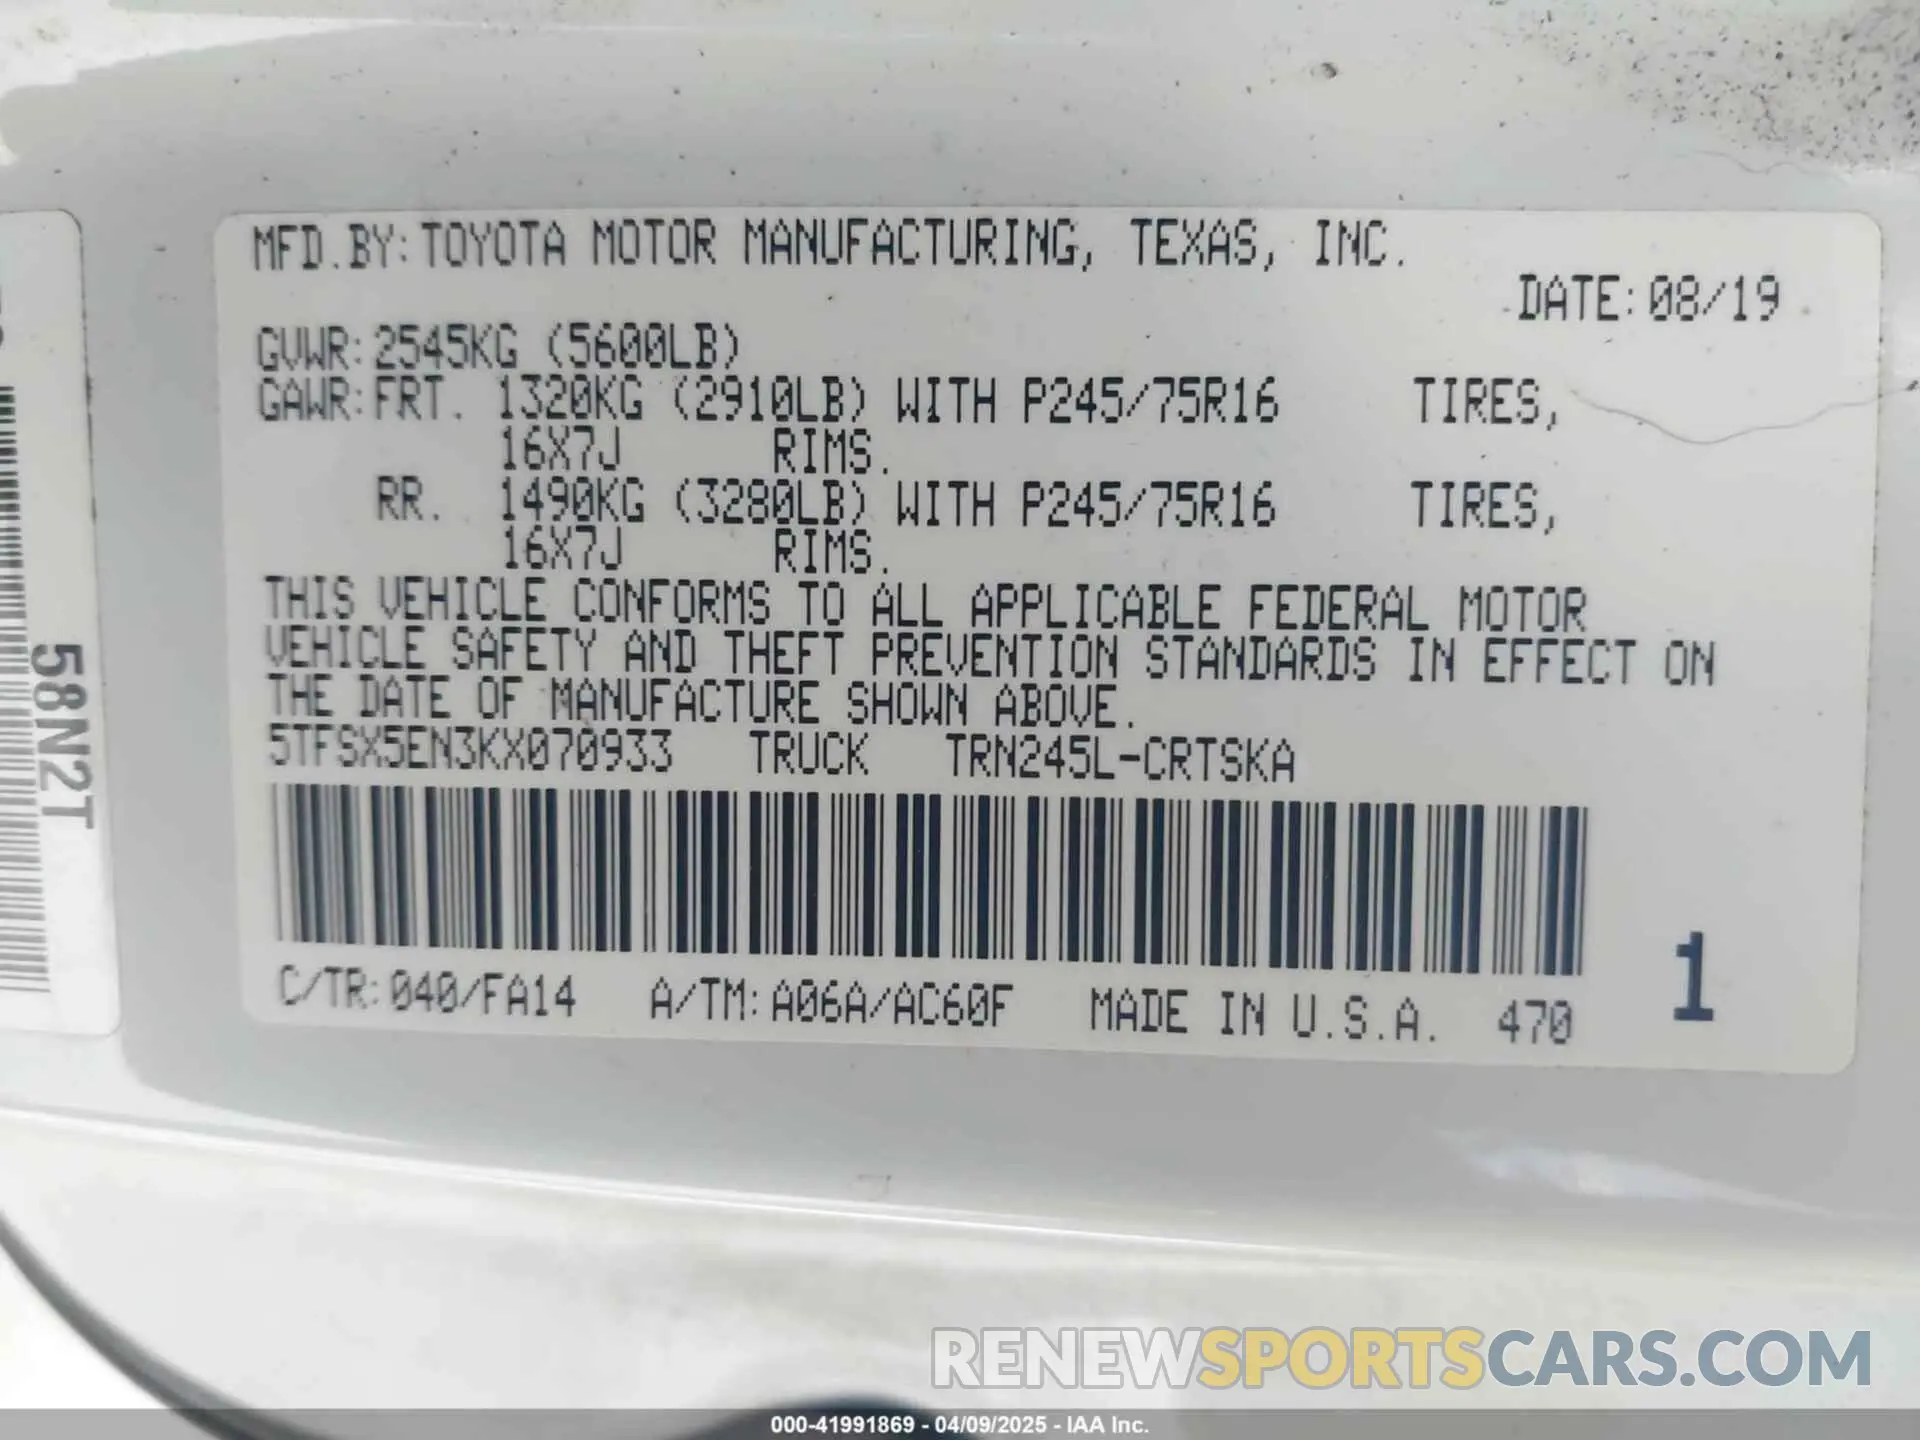 MFD.BY:TOYOTA MOTOR MANUFACTURING, TEXAS, INC.
DATE:08/19
GVWR:2545KG (5600LB)
GAWR:FRT. 1320KG (2910LB) WITH P245/75R16 TIRES,
16X7J RIMS.
RR. 1490KG (3280LB) WITH P245/75R16 TIRES,
16X7J RIMS.
THIS VEHICLE CONFORMS TO ALL APPLICABLE FEDERAL MOTOR
VEHICLE SAFETY AND THEFT PREVENTION STANDARDS IN EFFECT ON
THE DATE OF MANUFACTURE SHOWN ABOVE.
5TFSX5EN3KX070933 TRUCK TRN245L-CRTSKA
C/TR:040/FA14 A/TM:A06A/AC60F MADE IN U.S.A. 470
1
58N2T
RENEWSPORTSCARS.COM
000-41991869 - 04/09/2025 - IAA Inc.